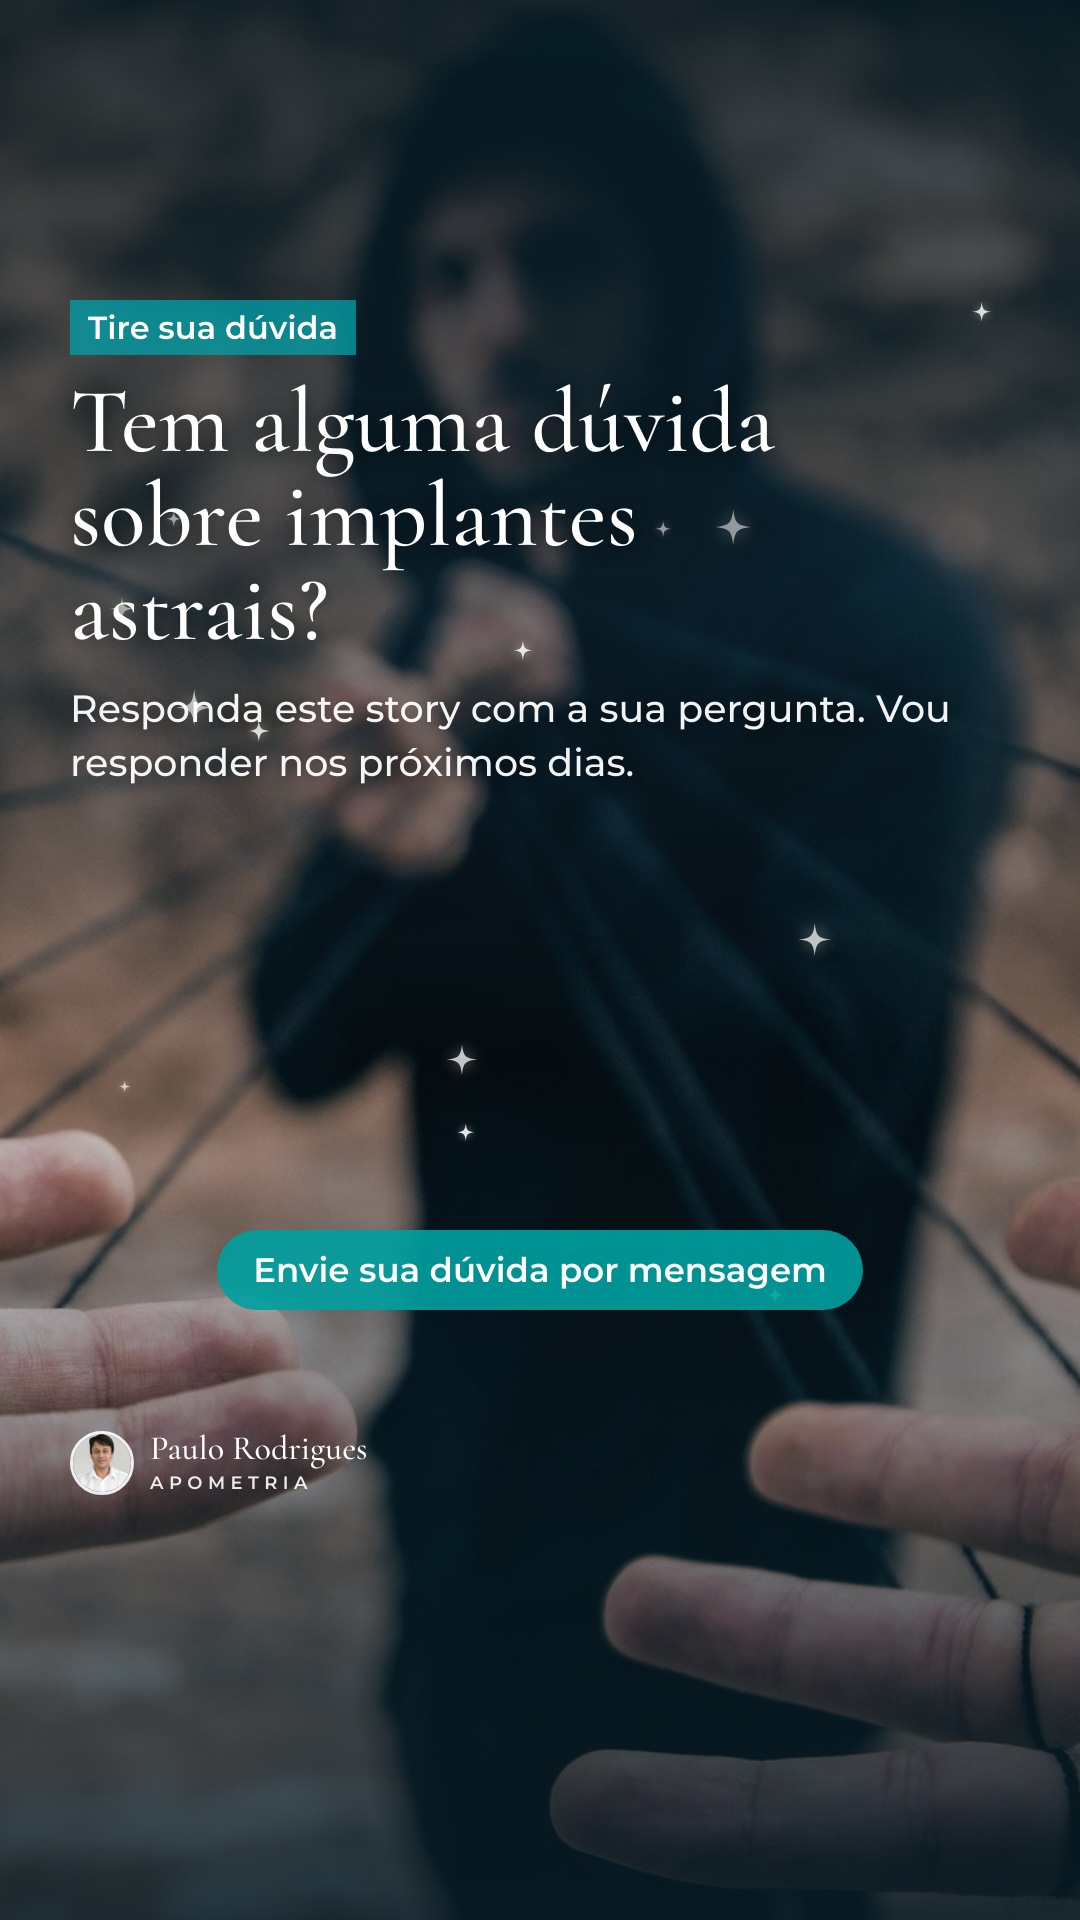 Tire sua dúvida
Tem alguma dúvida
sobre implantes
astrais?
Responda este story com a sua pergunta. Vou
responder nos próximos dias.
Envie sua dúvida por mensagem
Paulo Rodrigues
APOMETRIA